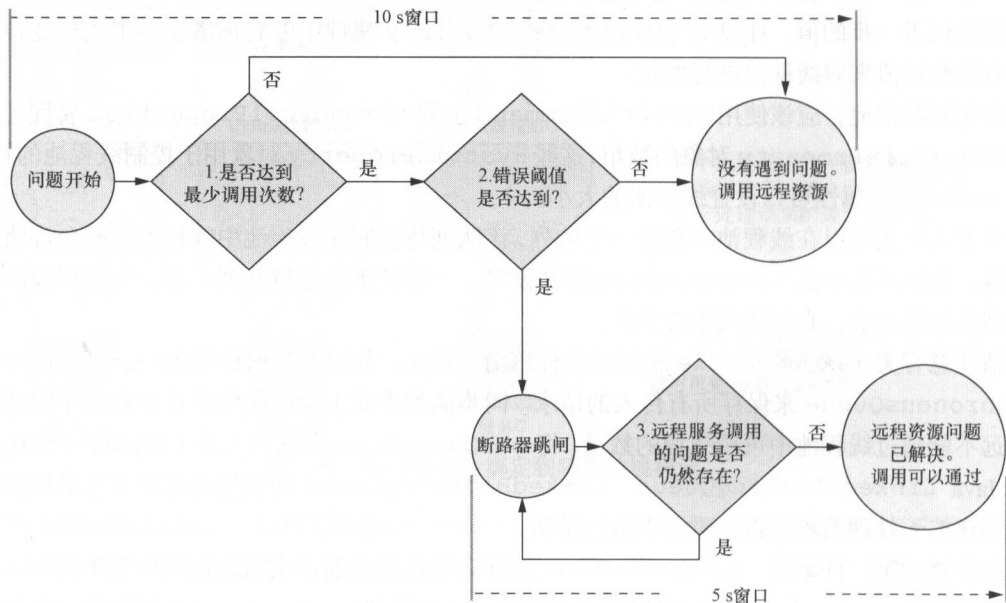 10 s窗口
否
问题开始
1.是否达到
最少调用次数?
是
2.错误阈值
是否达到?
否
没有遇到问题。
调用远程资源
是
断路器跳闸
3.远程服务调用
的问题是否
仍然存在?
否
远程资源问题
已解决。
调用可以通过
是
5 s窗口